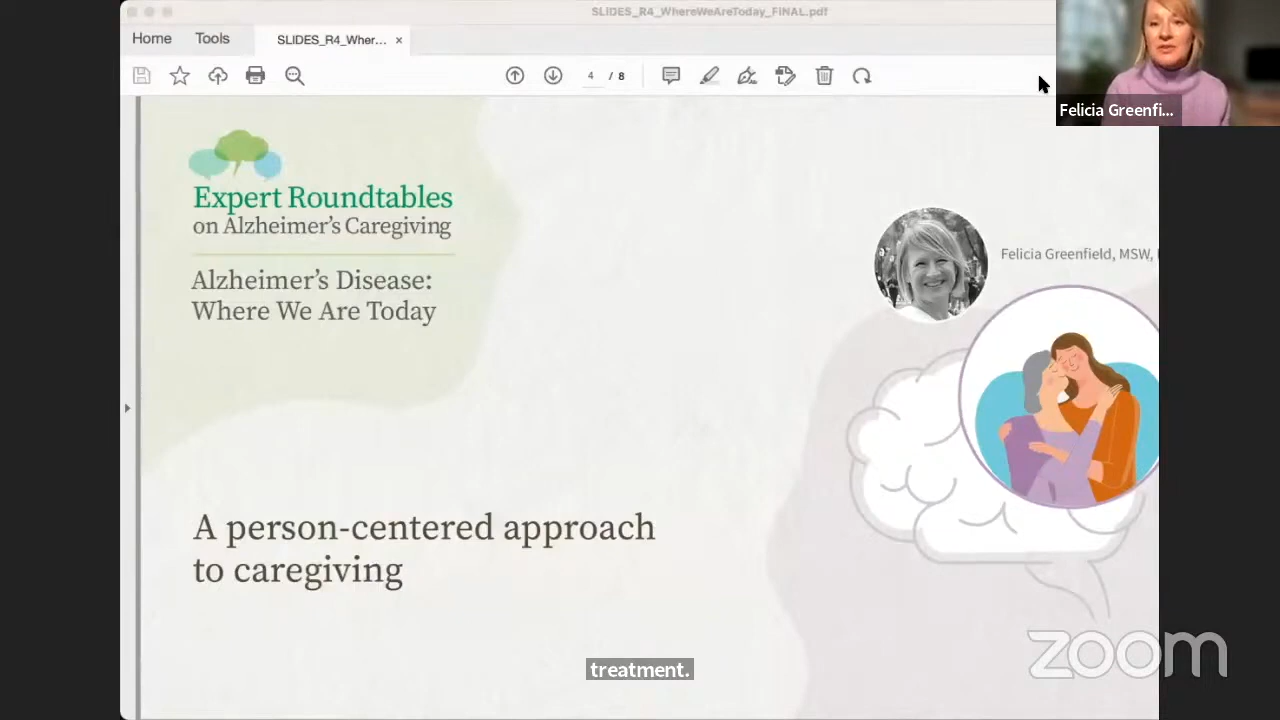 SLIDES_R4_WhereWeAreToday_FINAL.pdf
Home
Tools
SLIDES_R4_Wher... ×
4 / 8
Felicia Greenfi...
Expert Roundtables
on Alzheimer's Caregiving
Alzheimer's Disease:
Where We Are Today
Felicia Greenfield, MSW,
A person-centered approach
to caregiving
treatment.
zoom